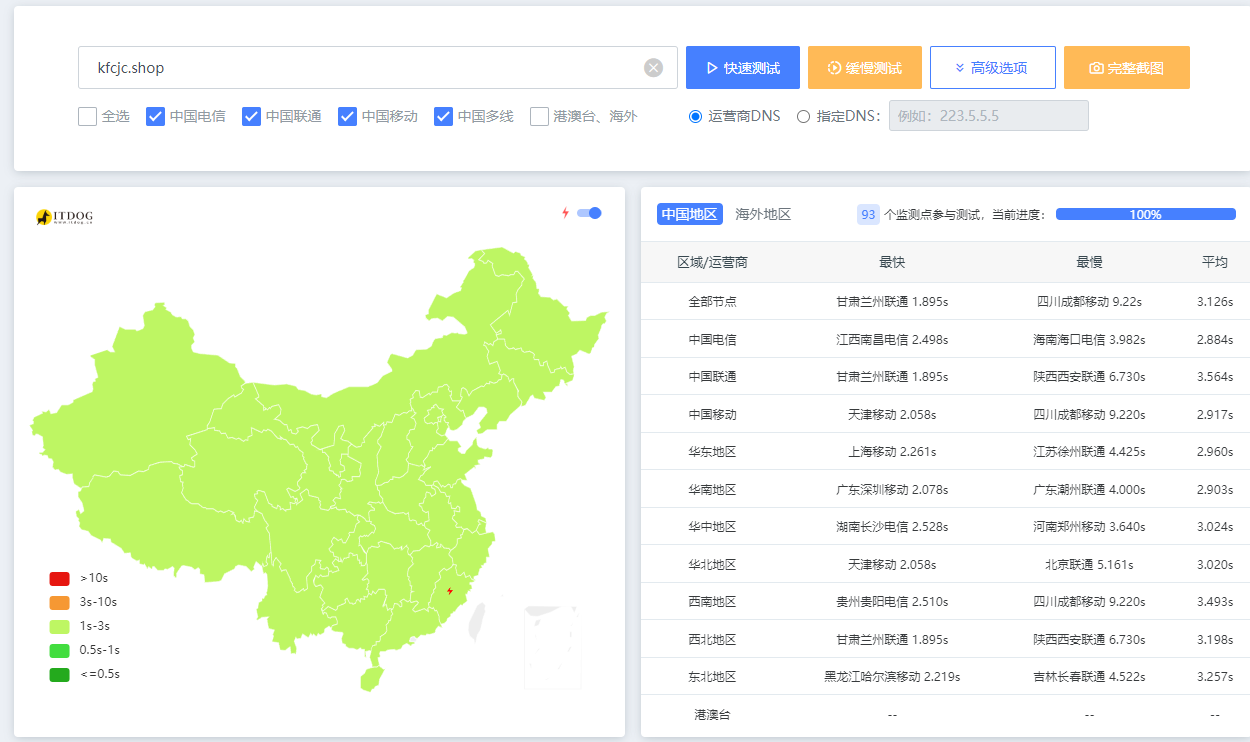 kfcjc.shop
快速测试 缓慢测试 高级选项 完整截图
全选 中国电信 中国联通 中国移动 中国多线 港澳台、海外 运营商DNS 指定DNS: 例如：223.5.5.5
ITDOG
www.itdog.cn
>10s
3s-10s
1s-3s
0.5s-1s
<=0.5s
中国地区 海外地区 93 个监测点参与测试，当前进度： 100%
区域/运营商 最快 最慢 平均
全部节点 甘肃兰州联通 1.895s 四川成都移动 9.22s 3.126s
中国电信 江西南昌电信 2.498s 海南海口电信 3.982s 2.884s
中国联通 甘肃兰州联通 1.895s 陕西西安联通 6.730s 3.564s
中国移动 天津移动 2.058s 四川成都移动 9.220s 2.917s
华东地区 上海移动 2.261s 江苏徐州联通 4.425s 2.960s
华南地区 广东深圳移动 2.078s 广东潮州联通 4.000s 2.903s
华中地区 湖南长沙电信 2.528s 河南郑州移动 3.640s 3.024s
华北地区 天津移动 2.058s 北京联通 5.161s 3.020s
西南地区 贵州贵阳电信 2.510s 四川成都移动 9.220s 3.493s
西北地区 甘肃兰州联通 1.895s 陕西西安联通 6.730s 3.198s
东北地区 黑龙江哈尔滨移动 2.219s 吉林长春联通 4.522s 3.257s
港澳台 -- -- --